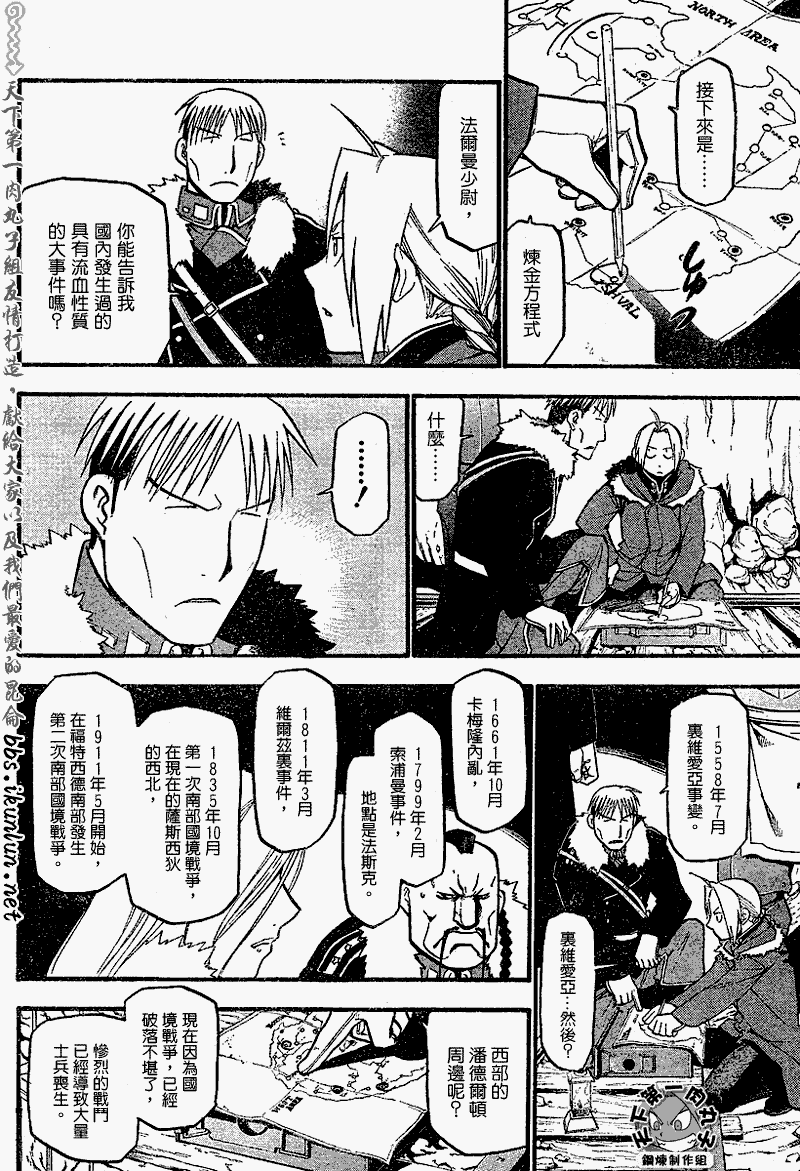 NORTH AREA
接下來是……
煉金方程式
しゅっ
法爾曼少尉，
你能告訴我
國內發生過的
具有流血性質
的大事件嗎？
什麼……
……！
1558年7月
裏維愛亞事變。
裏維愛亞…然後？
1661年10月
卡梅隆內亂，
1799年2月
索浦曼事件，
地點是法斯克。
1811年3月
維爾茲裏事件，
1835年10月
第一次南部國境戰爭，
在現在的薩斯西狄
的西北，
1911年5月開始，
在福特西德南部發生
第二次南部國境戰爭。
西部的
潘德爾頓
周邊呢？
現在因為國
境戰爭，已經
破落不堪了，
慘烈的戰鬥
已經導致大量
士兵喪生。
天下第一肉丸子組友情打造，獻給大家以及我們最愛的昆侖 bbs.ikunlun.net
天下第一肉丸子
鋼煉制作組